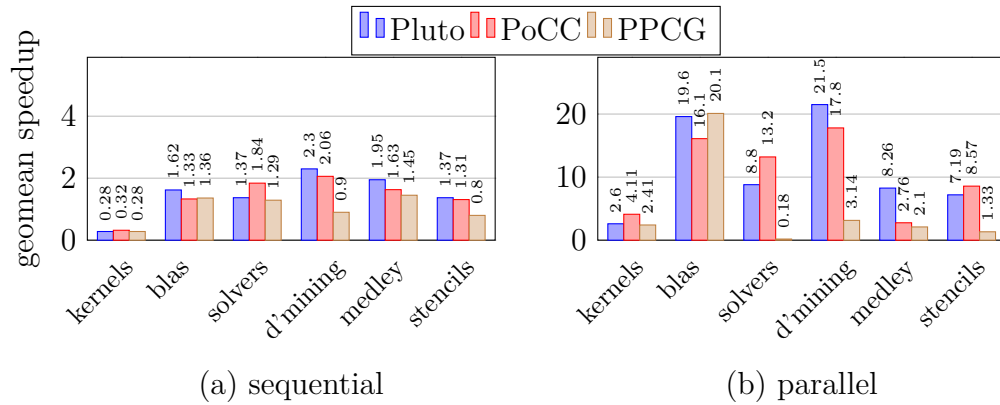 Pluto PoCC PPCG
geomean speedup
4
2
0
0.28
0.32
0.28
1.62
1.33
1.36
1.37
1.84
1.29
2.3
2.06
0.9
1.95
1.63
1.45
1.37
1.31
0.8
kernels
blas
solvers
d'mining
medley
stencils
(a) sequential
20
10
0
2.6
4.11
2.41
19.6
16.1
20.1
8.8
13.2
0.18
21.5
17.8
3.14
8.26
2.76
2.1
7.19
8.57
1.33
kernels
blas
solvers
d'mining
medley
stencils
(b) parallel